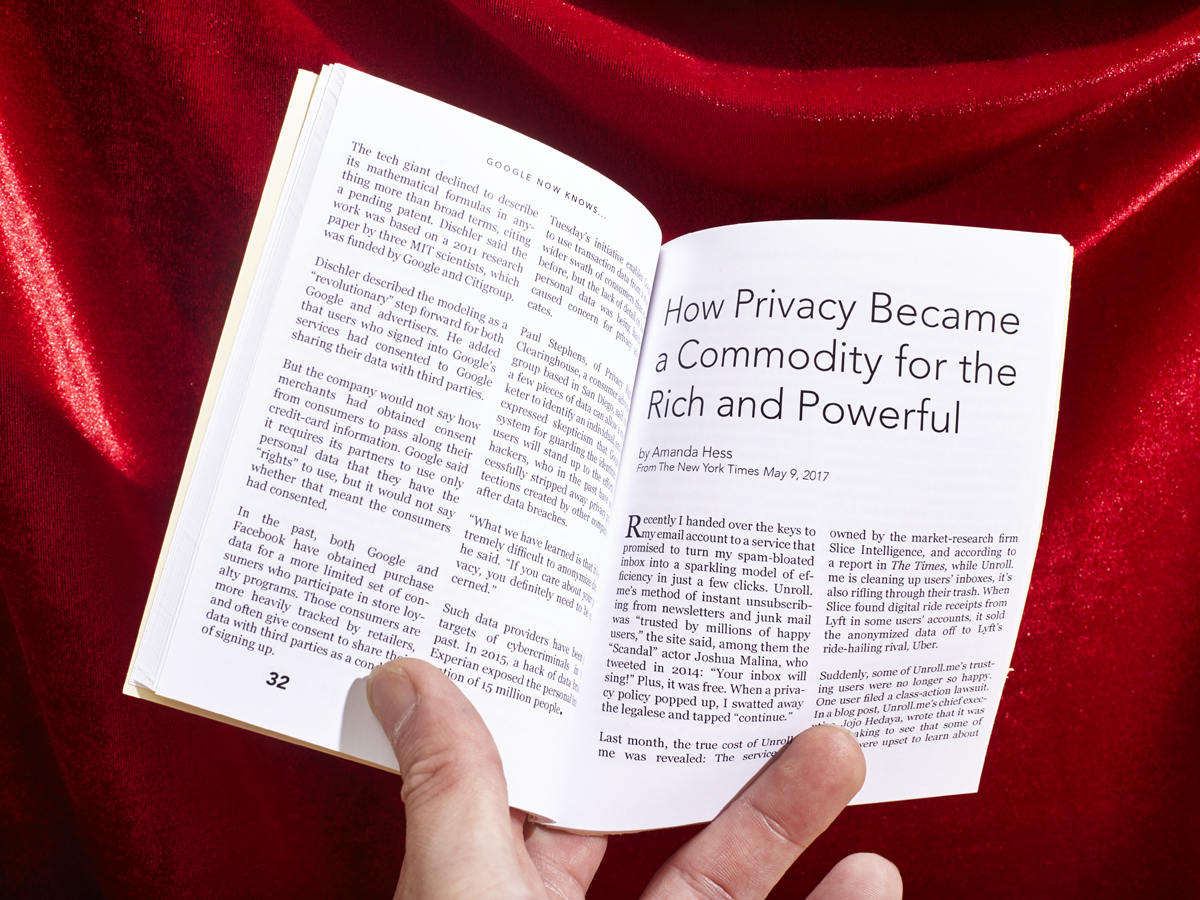 GOOGLE NOW KNOWS...
The tech giant declined to describe
its mathematical formulas in any-
thing more than broad terms, citing
a pending patent. Dischler said the
work was based on a 2011 research
paper by three MIT scientists, which
was funded by Google and Citigroup.
Dischler described the modeling as a
“revolutionary” step forward for both
Google and advertisers. He added
that users who signed into Google’s
services had consented to Google
sharing their data with third parties.
But the company would not say how
merchants had obtained consent
from consumers to pass along their
credit-card information. Google said
it requires its partners to use only
personal data that they have the
“rights” to use, but it would not say
whether that meant the consumers
had consented.
In the past, both Google and
Facebook have obtained purchase
data for a more limited set of con-
sumers who participate in store loy-
alty programs. Those consumers are
more heavily tracked by retailers,
and often give consent to share their
data with third parties as a
of signing up.
32
Tuesday’s initiative enables
to use transaction data from
wider swath of consumers than
before, but the lack of detail
personal data was being
caused concern for privacy
cates.
Paul Stephens, of Privacy
Clearinghouse, a consumer
group based in San Diego, said
a few pieces of data can allow
keter to identify an individual,
expressed skepticism that
system for guarding the
users will stand up to the
hackers, who in the past have
cessfully stripped away privacy
tections created by other
after data breaches.
“What we have learned is that
tremely difficult to anonymize
he said. “If you care about your
vacy, you definitely need to be
cerned.”
Such data providers have been
targets of cybercriminals in
past. In 2015, a hack of data
Experian exposed the personal
of 15 million people.
How Privacy Became
a Commodity for the
Rich and Powerful
by Amanda Hess
From The New York Times May 9, 2017
Recently I handed over the keys to
my email account to a service that
promised to turn my spam-bloated
inbox into a sparkling model of ef-
ficiency in just a few clicks. Unroll.
me’s method of instant unsubscrib-
ing from newsletters and junk mail
was “trusted by millions of happy
users,” the site said, among them the
“Scandal” actor Joshua Malina, who
tweeted in 2014: “Your inbox will
sing!” Plus, it was free. When a priva-
cy policy popped up, I swatted away
the legalese and tapped “continue.”
Last month, the true cost of Unroll.
me was revealed: The service
owned by the market-research firm
Slice Intelligence, and according to
a report in The Times, while Unroll.
me is cleaning up users’ inboxes, it’s
also rifling through their trash. When
Slice found digital ride receipts from
Lyft in some users’ accounts, it sold
the anonymized data off to Lyft’s
ride-hailing rival, Uber.
Suddenly, some of Unroll.me’s trust-
ing users were no longer so happy.
One user filed a class-action lawsuit.
In a blog post, Unroll.me’s chief exec-
Jojo Hedaya, wrote that it was
to see that some of
were upset to learn about